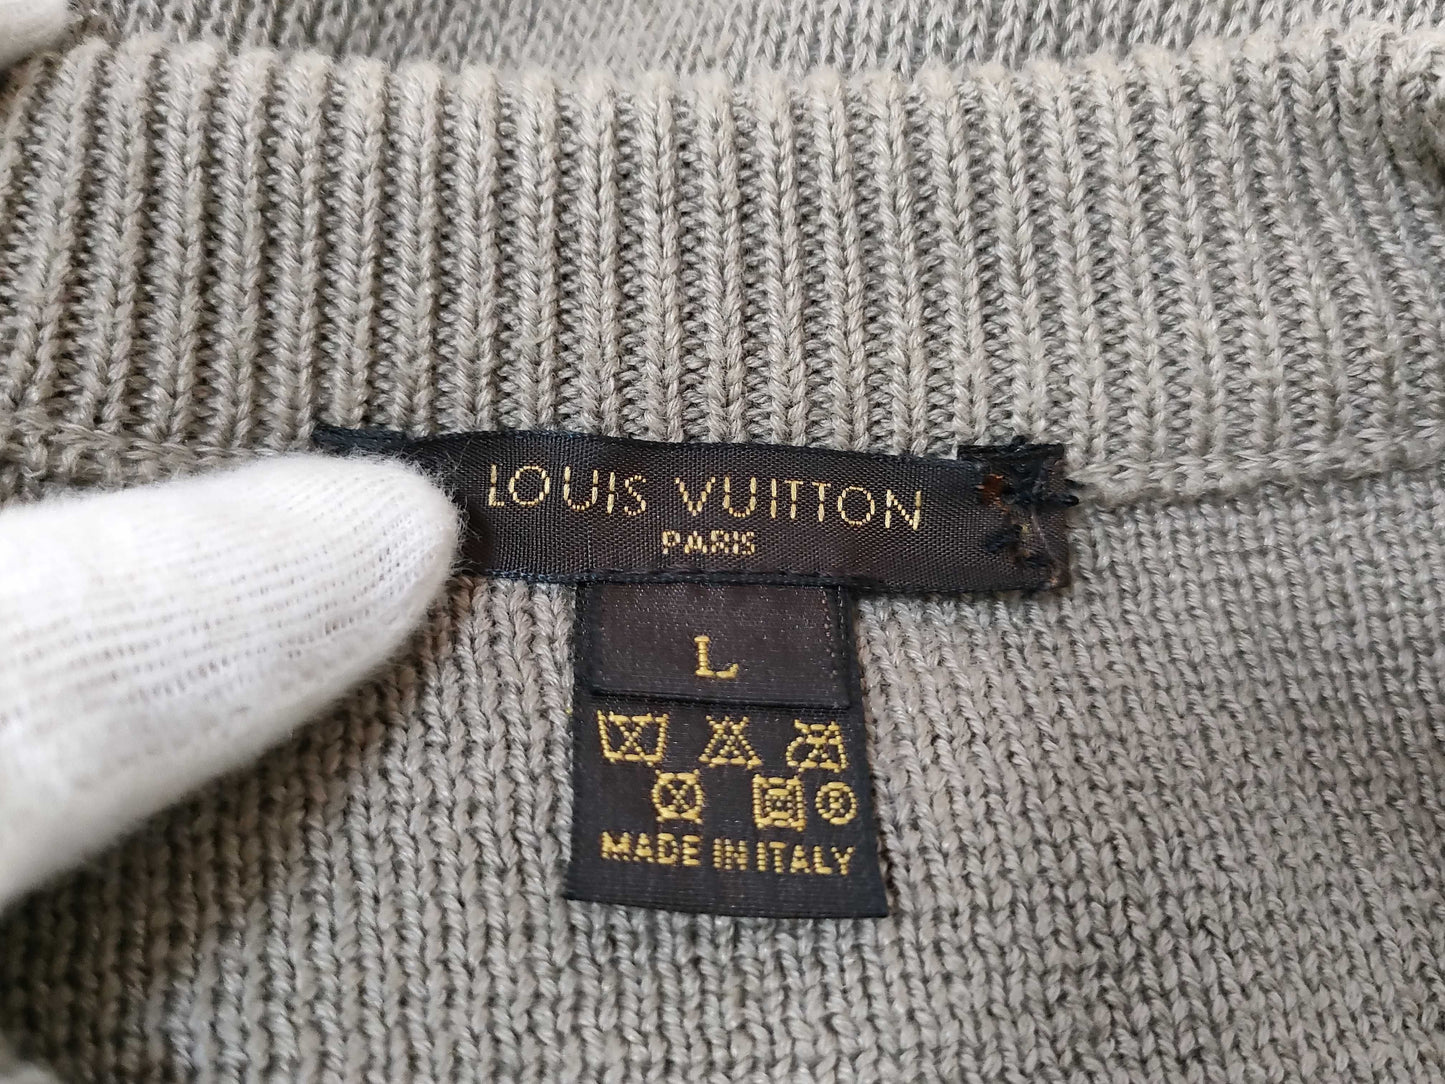 LOUIS VUITTON
PARIS
L
®
MADE IN ITALY